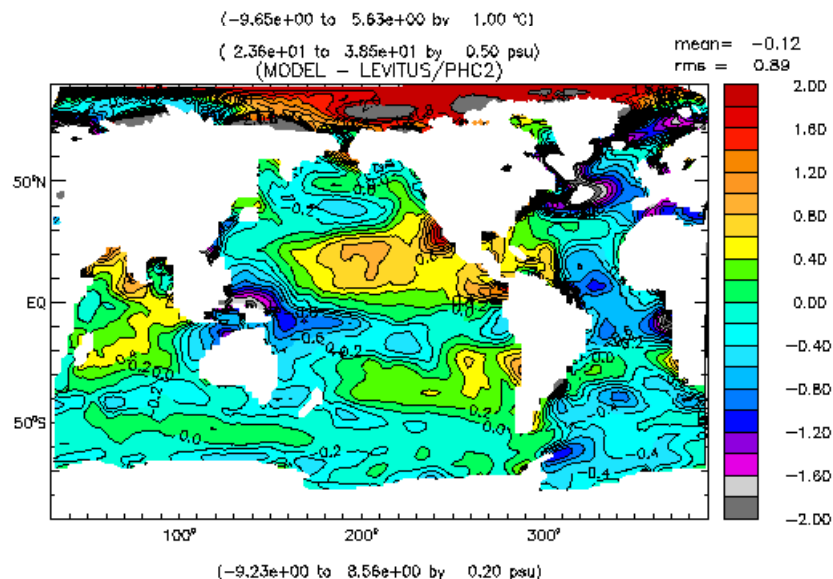 (-9.65e+00 to 5.63e+00 by 1.00 °C)
( 2.36e+01 to 3.85e+01 by 0.50 psu)
(MODEL - LEVITUS/PHC2)
mean= -0.12
rms = 0.89
2.00
1.60
1.20
0.80
0.40
0.00
-0.40
-0.80
-1.20
-1.60
-2.00
50°N
EQ
50°S
100° 200° 300°
(-9.23e+00 to 8.56e+00 by 0.20 psu)